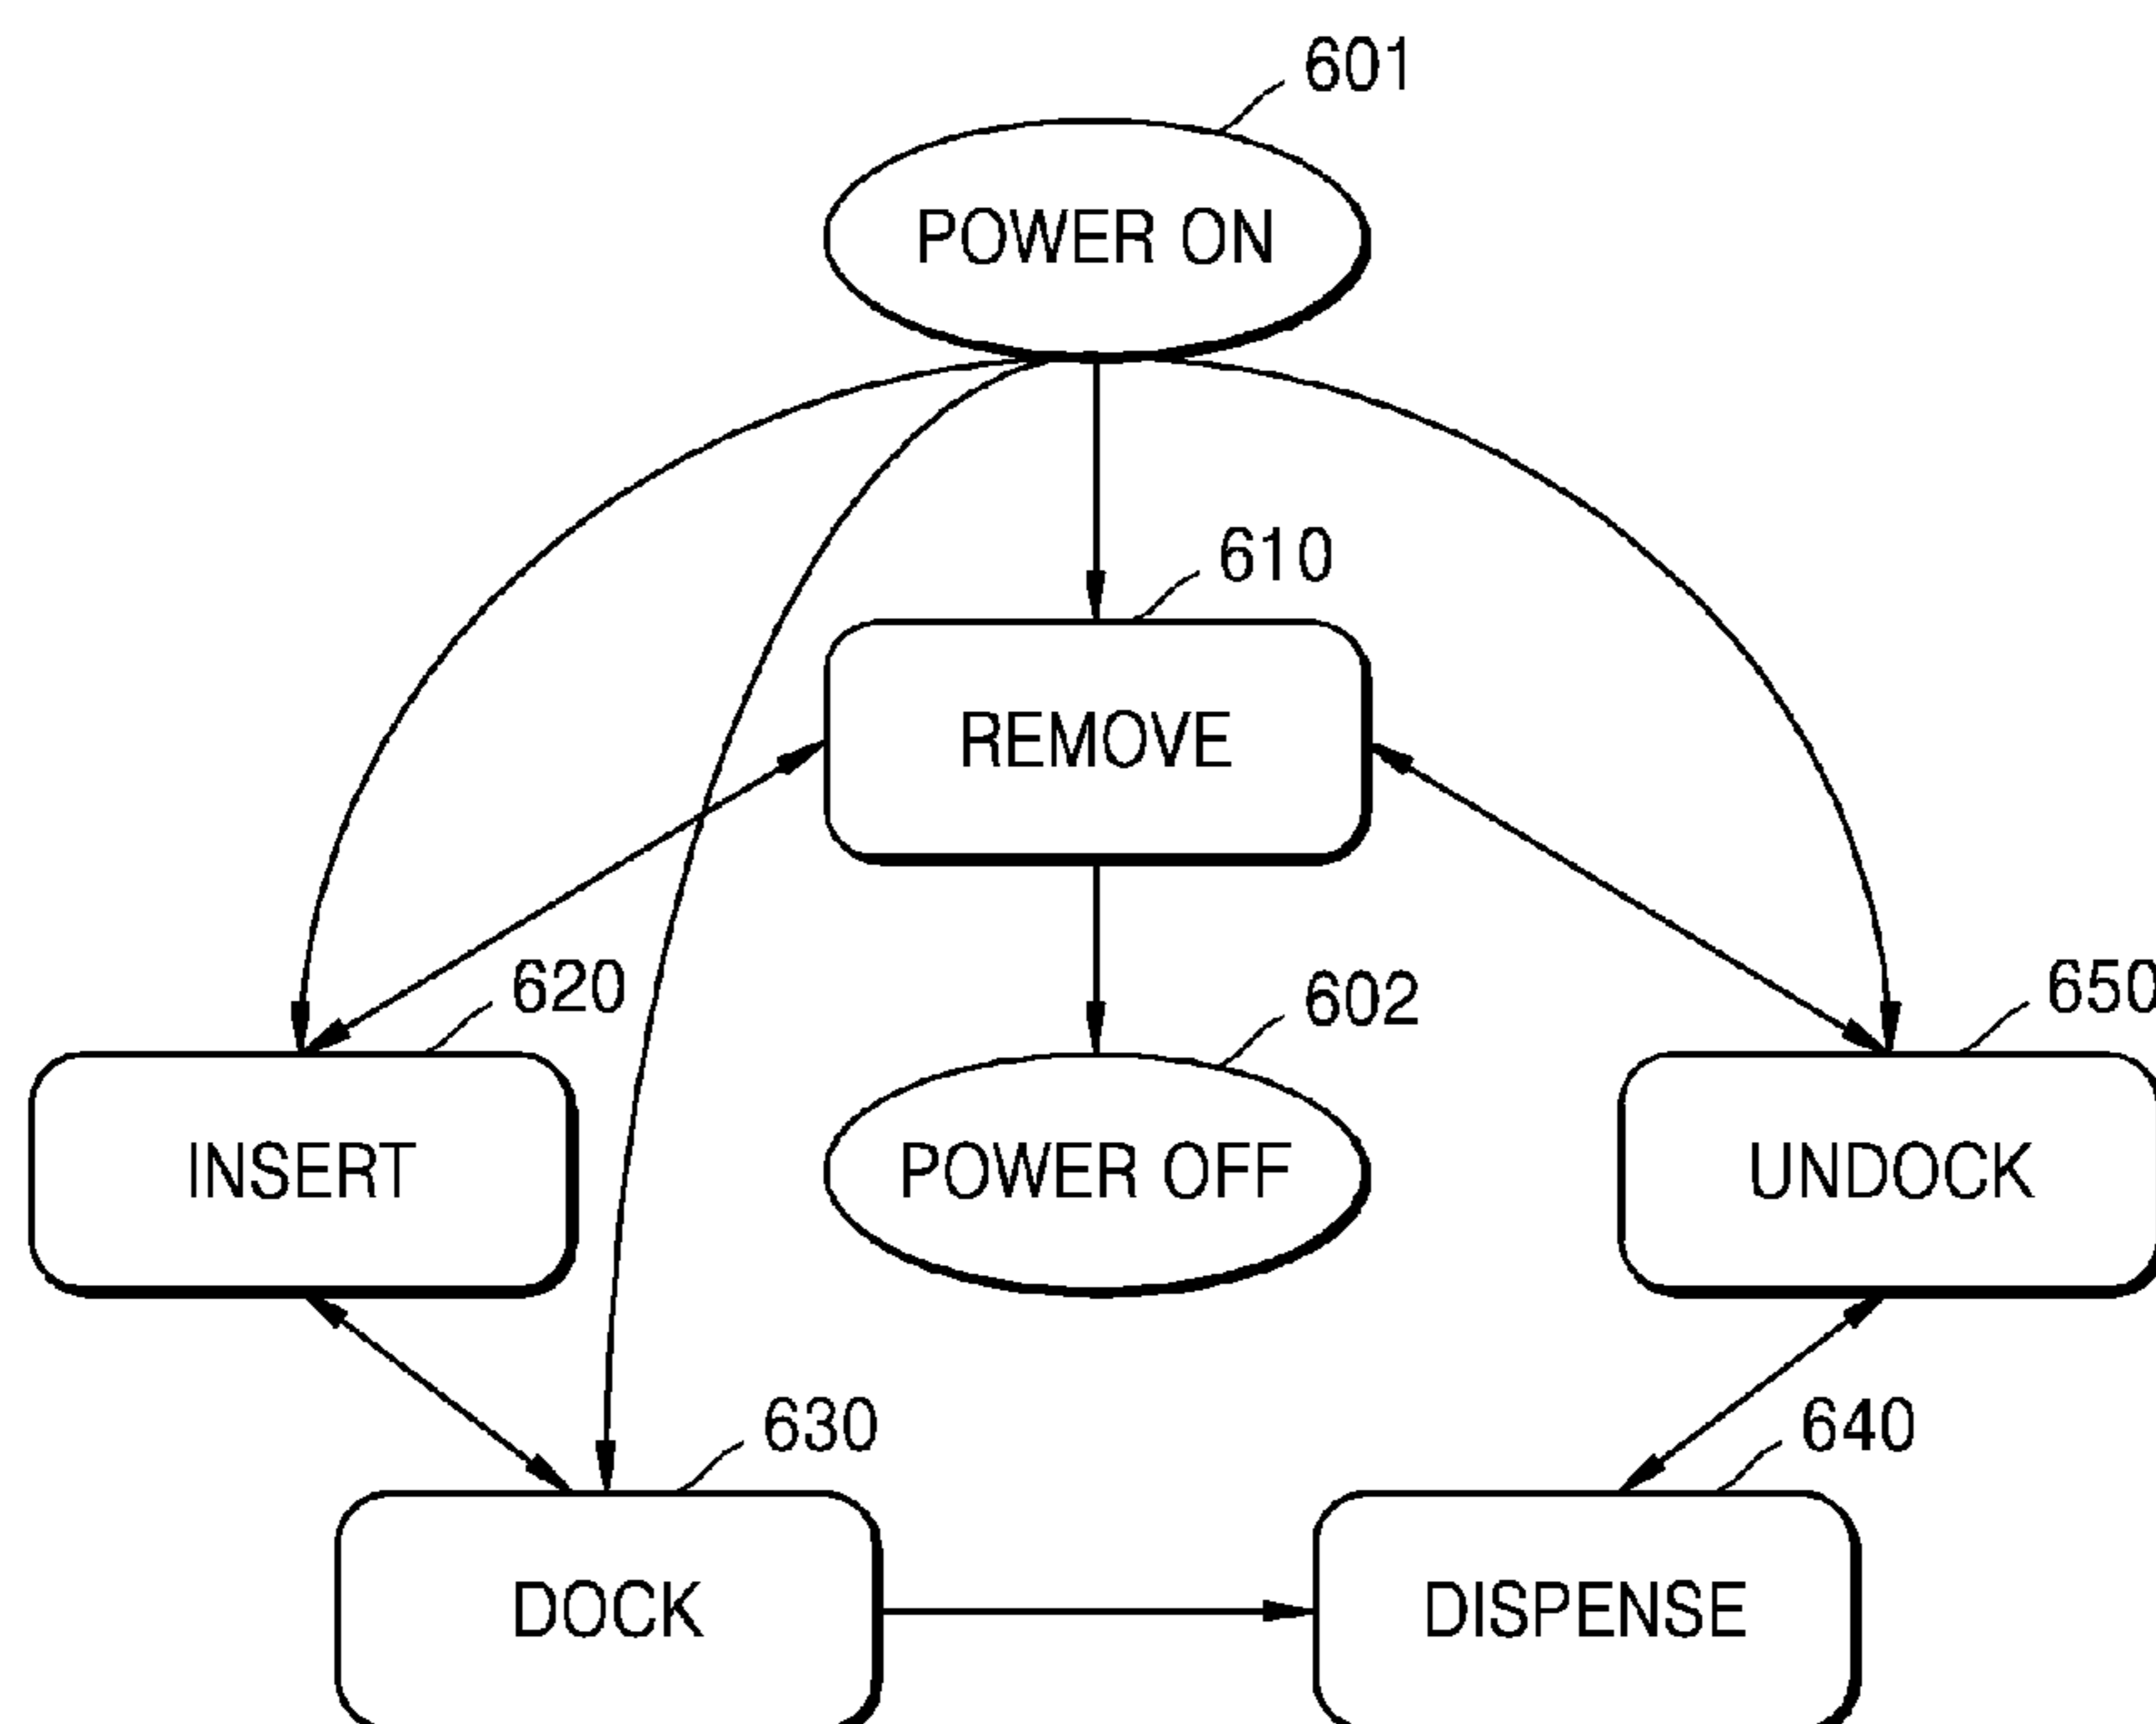 601
POWER ON
610
REMOVE
620
602
650
INSERT
POWER OFF
UNDOCK
630
640
DOCK
DISPENSE